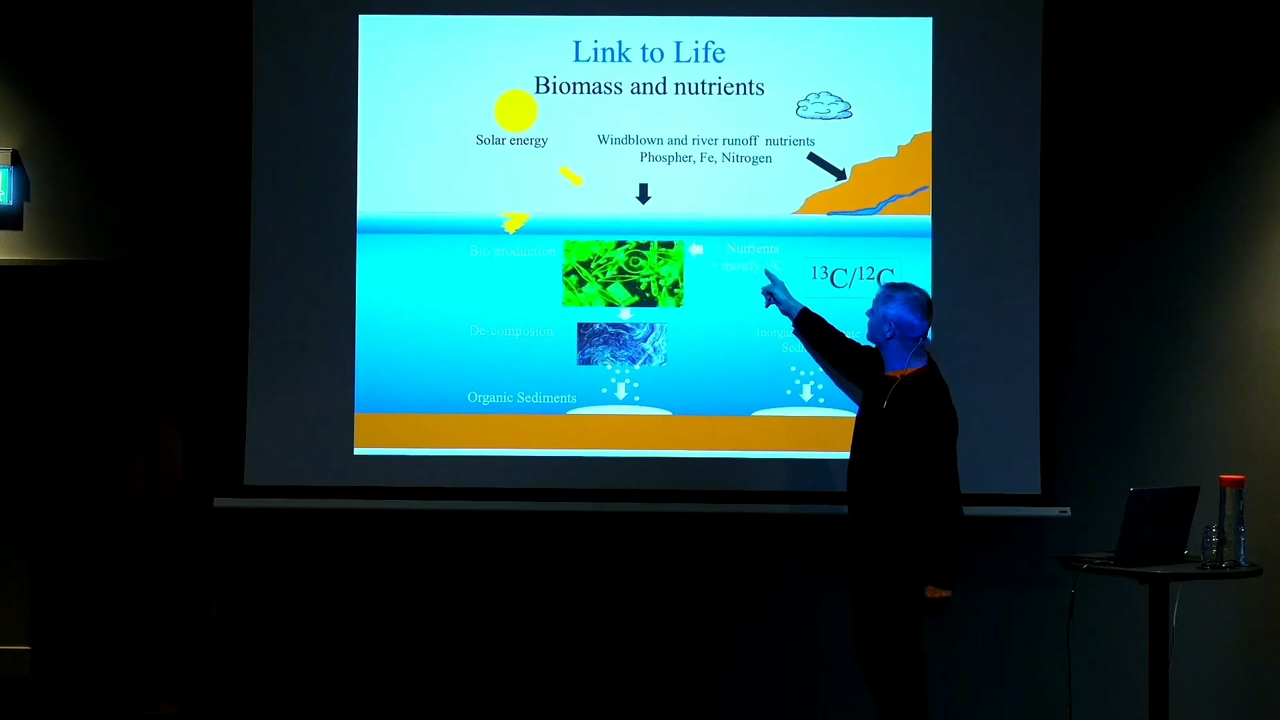 Link to Life
Biomass and nutrients
Solar energy
Windblown and river runoff nutrients
Phospher, Fe, Nitrogen
Bio production
Nutrients
mostly
¹³C/¹²C
De-composion
Organic Sediments